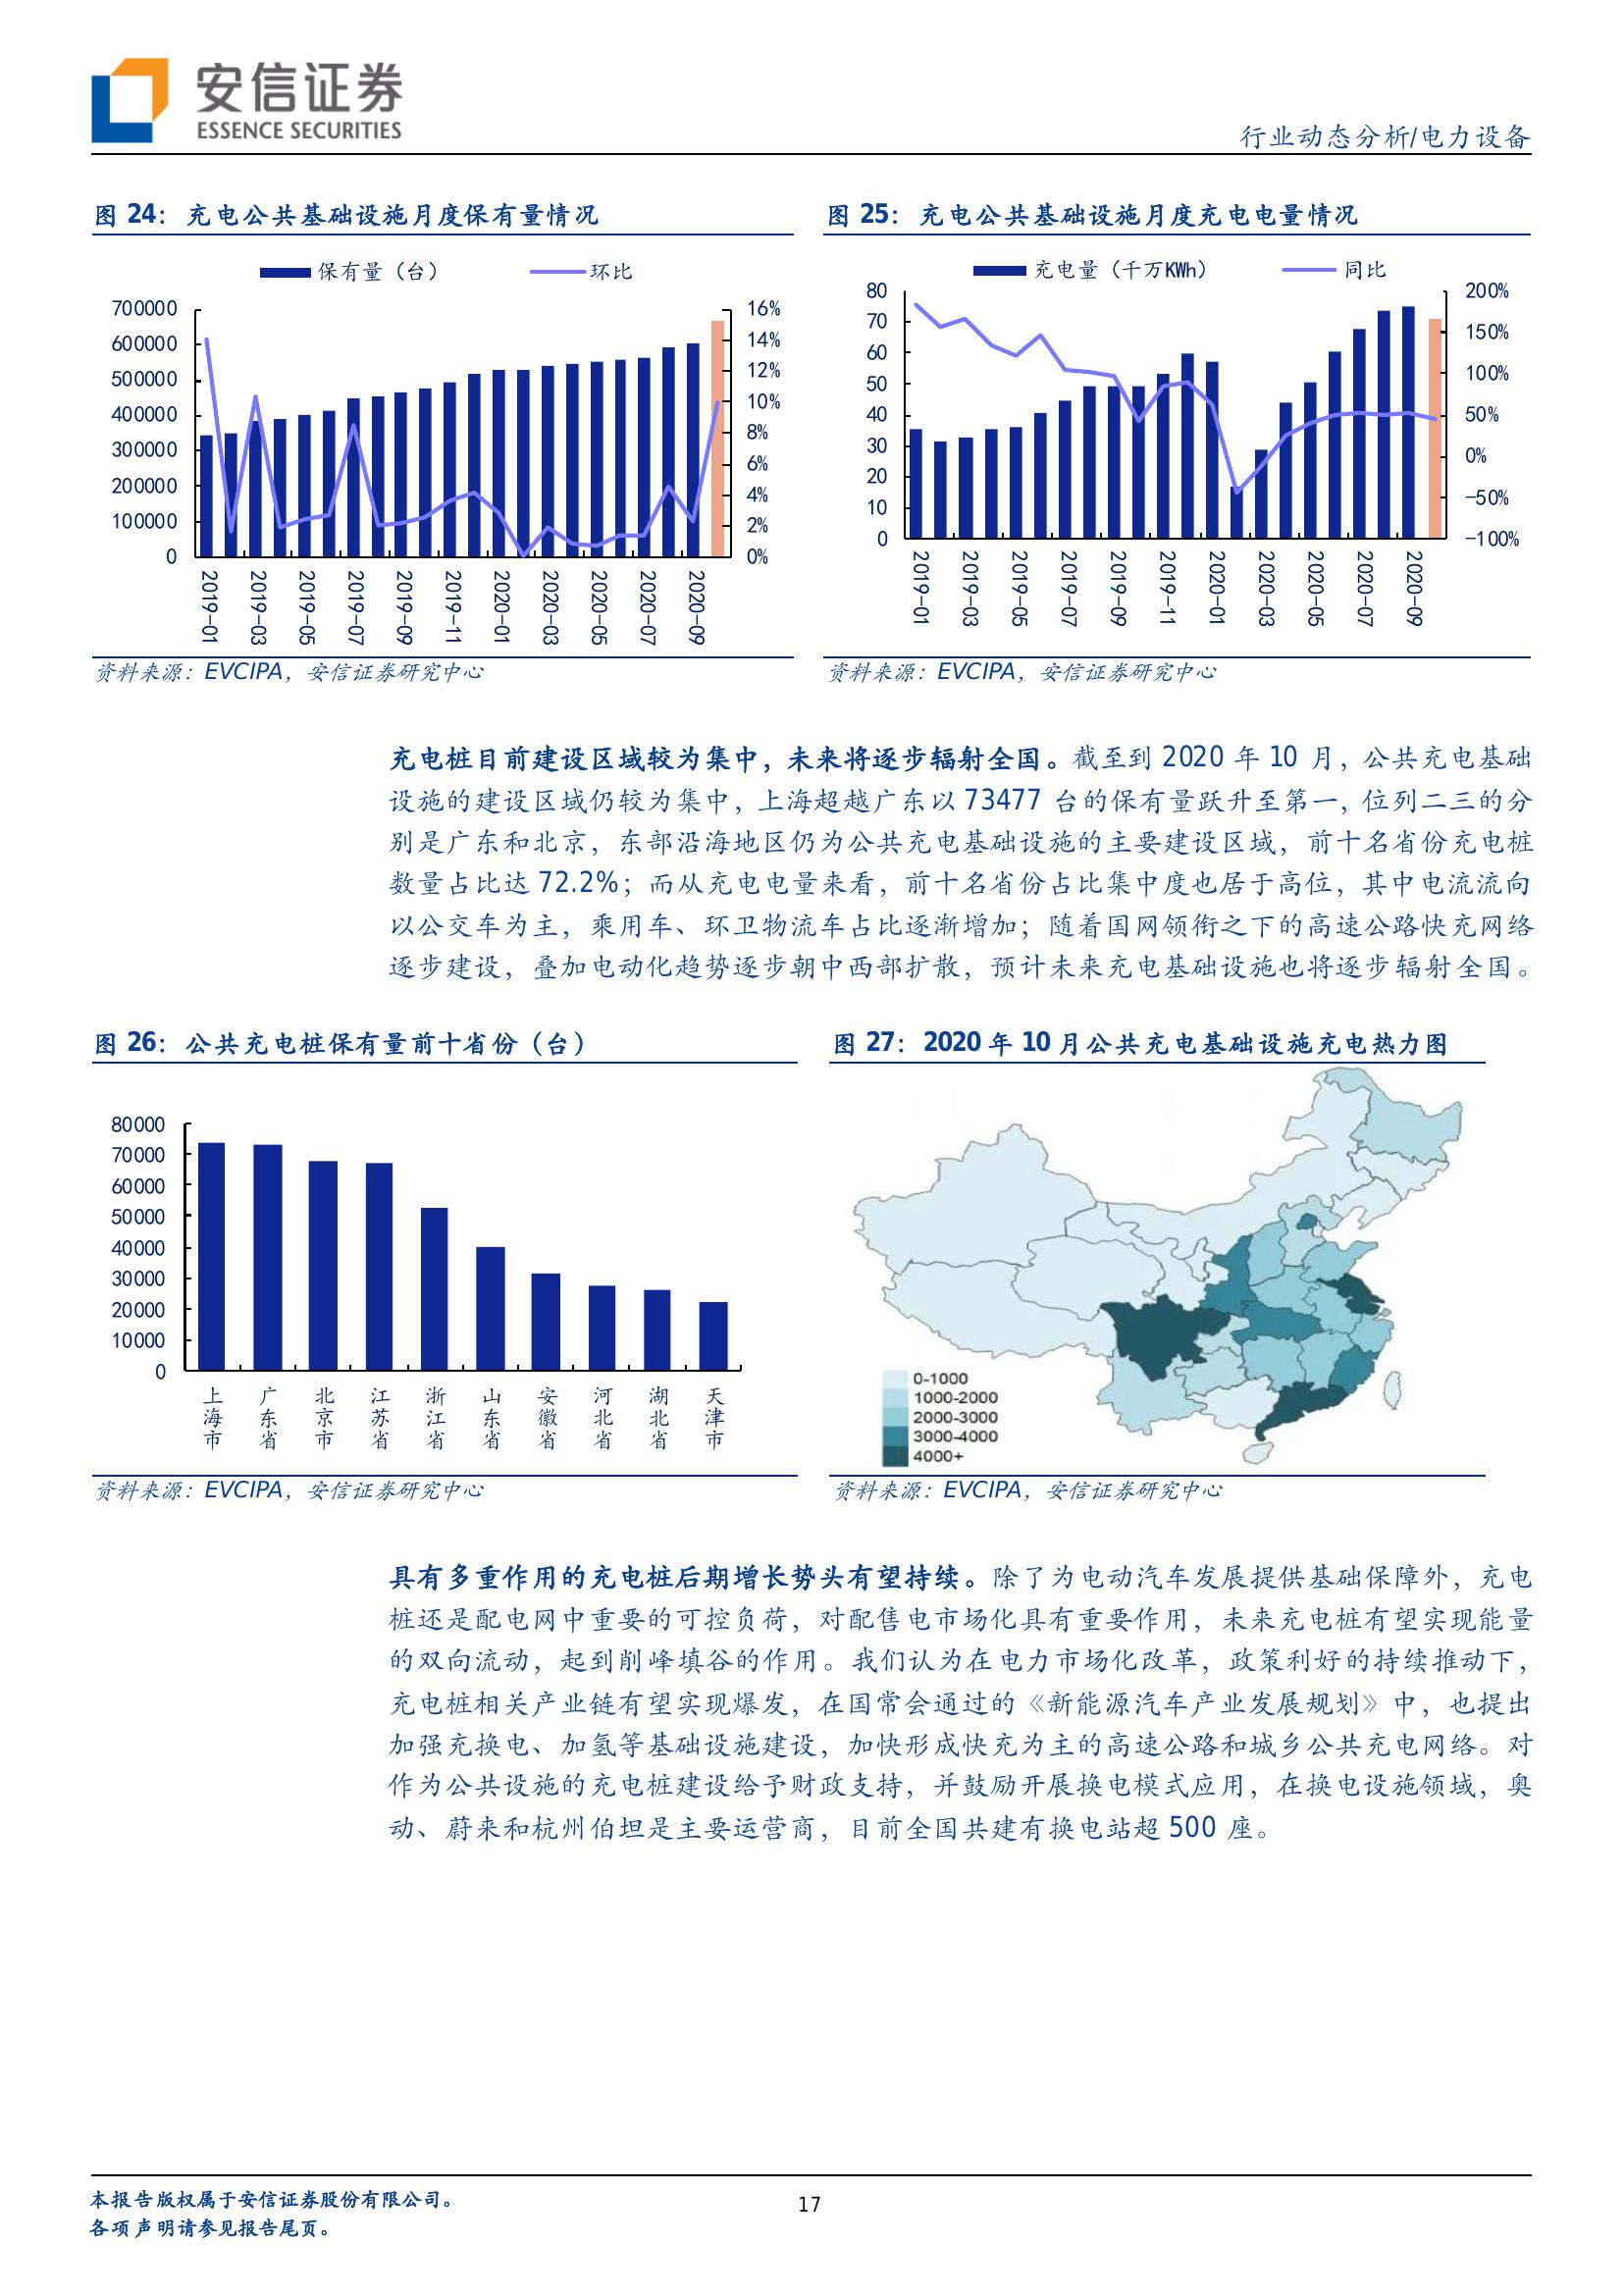 安信证券
ESSENCE SECURITIES
行业动态分析/电力设备
图 24：充电公共基础设施月度保有量情况
保有量（台）
环比
700000
600000
500000
400000
300000
200000
100000
0
16%
14%
12%
10%
8%
6%
4%
2%
0%
2019-01
2019-03
2019-05
2019-07
2019-09
2019-11
2020-01
2020-03
2020-05
2020-07
2020-09
资料来源：EVCIPA，安信证券研究中心
图 25：充电公共基础设施月度充电电量情况
充电量（千万KWh）
同比
80
70
60
50
40
30
20
10
0
200%
150%
100%
50%
0%
-50%
-100%
2019-01
2019-03
2019-05
2019-07
2019-09
2019-11
2020-01
2020-03
2020-05
2020-07
2020-09
资料来源：EVCIPA，安信证券研究中心
充电桩目前建设区域较为集中，未来将逐步辐射全国。截至到 2020 年 10 月，公共充电基础
设施的建设区域仍较为集中，上海超越广东以 73477 台的保有量跃升至第一，位列二三的分
别是广东和北京，东部沿海地区仍为公共充电基础设施的主要建设区域，前十名省份充电桩
数量占比达 72.2%；而从充电电量来看，前十名省份占比集中度也居于高位，其中电流流向
以公交车为主，乘用车、环卫物流车占比逐渐增加；随着国网领衔之下的高速公路快充网络
逐步建设，叠加电动化趋势逐步朝中西部扩散，预计未来充电基础设施也将逐步辐射全国。
图 26：公共充电桩保有量前十省份（台）
80000
70000
60000
50000
40000
30000
20000
10000
0
上海市
广东省
北京市
江苏省
浙江省
山东省
安徽省
河北省
湖北省
天津市
资料来源：EVCIPA，安信证券研究中心
图 27：2020 年 10 月公共充电基础设施充电热力图
0-1000
1000-2000
2000-3000
3000-4000
4000+
资料来源：EVCIPA，安信证券研究中心
具有多重作用的充电桩后期增长势头有望持续。除了为电动汽车发展提供基础保障外，充电
桩还是配电网中重要的可控负荷，对配售电市场化具有重要作用，未来充电桩有望实现能量
的双向流动，起到削峰填谷的作用。我们认为在电力市场化改革，政策利好的持续推动下，
充电桩相关产业链有望实现爆发，在国常会通过的《新能源汽车产业发展规划》中，也提出
加强充换电、加氢等基础设施建设，加快形成快充为主的高速公路和城乡公共充电网络。对
作为公共设施的充电桩建设给予财政支持，并鼓励开展换电模式应用，在换电设施领域，奥
动、蔚来和杭州伯坦是主要运营商，目前全国共建有换电站超 500 座。
本报告版权属于安信证券股份有限公司。
各项声明请参见报告尾页。
17